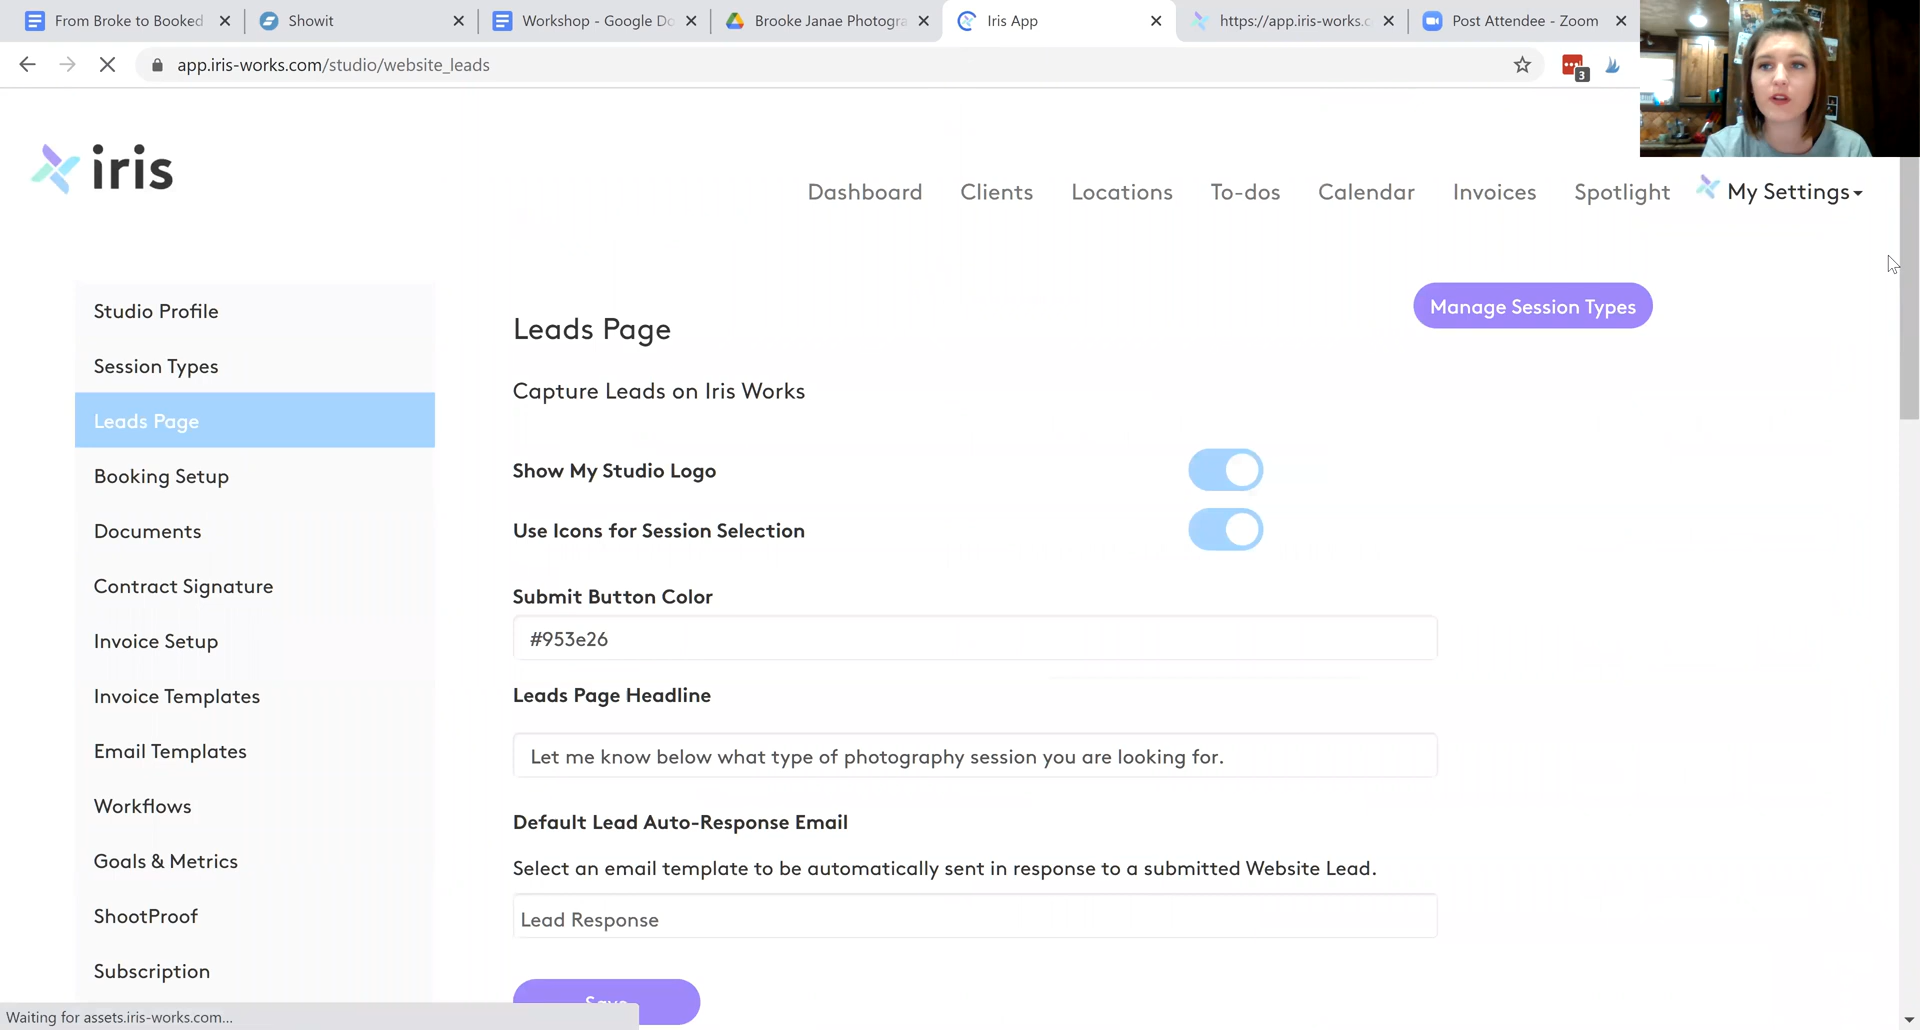 From Broke to Booked
Showit
Workshop - Google Do
Brooke Janae Photogra
Iris App
https://app.iris-works.c
Post Attendee - Zoom
app.iris-works.com/studio/website_leads
3
iris
Dashboard
Clients
Locations
To-dos
Calendar
Invoices
Spotlight
My Settings
Studio Profile
Session Types
Leads Page
Booking Setup
Documents
Contract Signature
Invoice Setup
Invoice Templates
Email Templates
Workflows
Goals & Metrics
ShootProof
Subscription
Leads Page
Manage Session Types
Capture Leads on Iris Works
Show My Studio Logo
Use Icons for Session Selection
Submit Button Color
#953e26
Leads Page Headline
Let me know below what type of photography session you are looking for.
Default Lead Auto-Response Email
Select an email template to be automatically sent in response to a submitted Website Lead.
Lead Response
Save
Waiting for assets.iris-works.com...